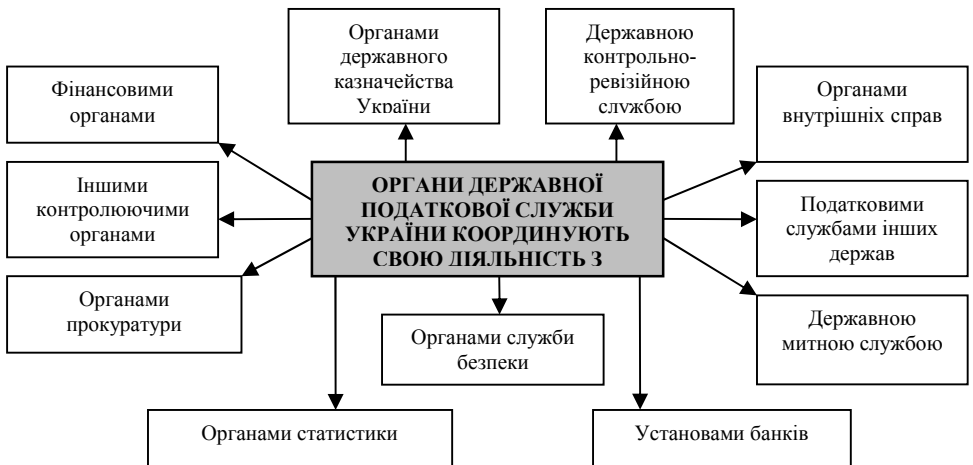 Органами
державного
казначейства
України
Державною
контрольно-
ревізійною
службою
Фінансовими
органами
Органами
внутрішніх справ
Іншими
контролюючими
органами
ОРГАНИ ДЕРЖАВНОЇ
ПОДАТКОВОЇ СЛУЖБИ
УКРАЇНИ КООРДИНУЮТЬ
СВОЮ ДІЯЛЬНІСТЬ З
Податковими
службами інших
держав
Органами
прокуратури
Органами служби
безпеки
Державною
митною службою
Органами статистики
Установами банків